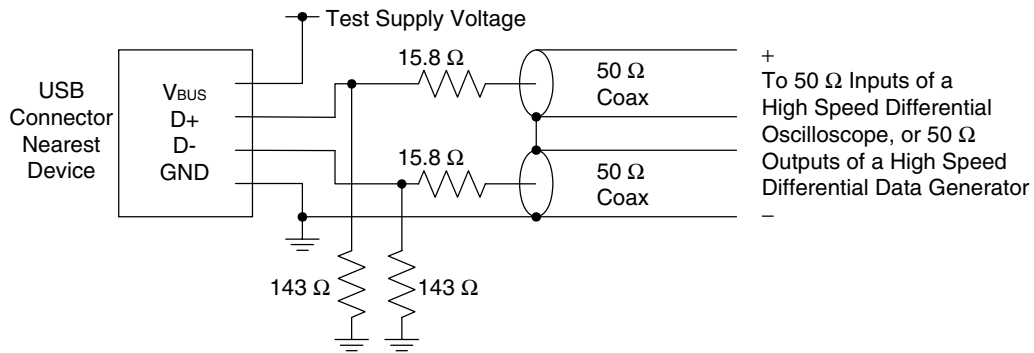 Test Supply Voltage
15.8 Ω
USB
Connector
Nearest
Device
VBUS
D+
D-
GND
50 Ω
Coax
15.8 Ω
50 Ω
Coax
+
To 50 Ω Inputs of a
High Speed Differential
Oscilloscope, or 50 Ω
Outputs of a High Speed
Differential Data Generator
−
143 Ω
143 Ω